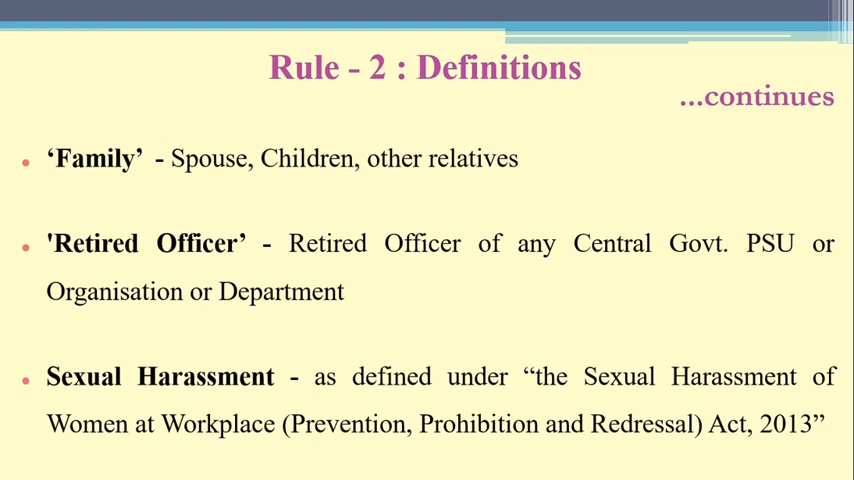 Rule - 2 : Definitions
...continues
‘Family’ - Spouse, Children, other relatives
'Retired Officer’ - Retired Officer of any Central Govt. PSU or
Organisation or Department
Sexual Harassment - as defined under “the Sexual Harassment of
Women at Workplace (Prevention, Prohibition and Redressal) Act, 2013”